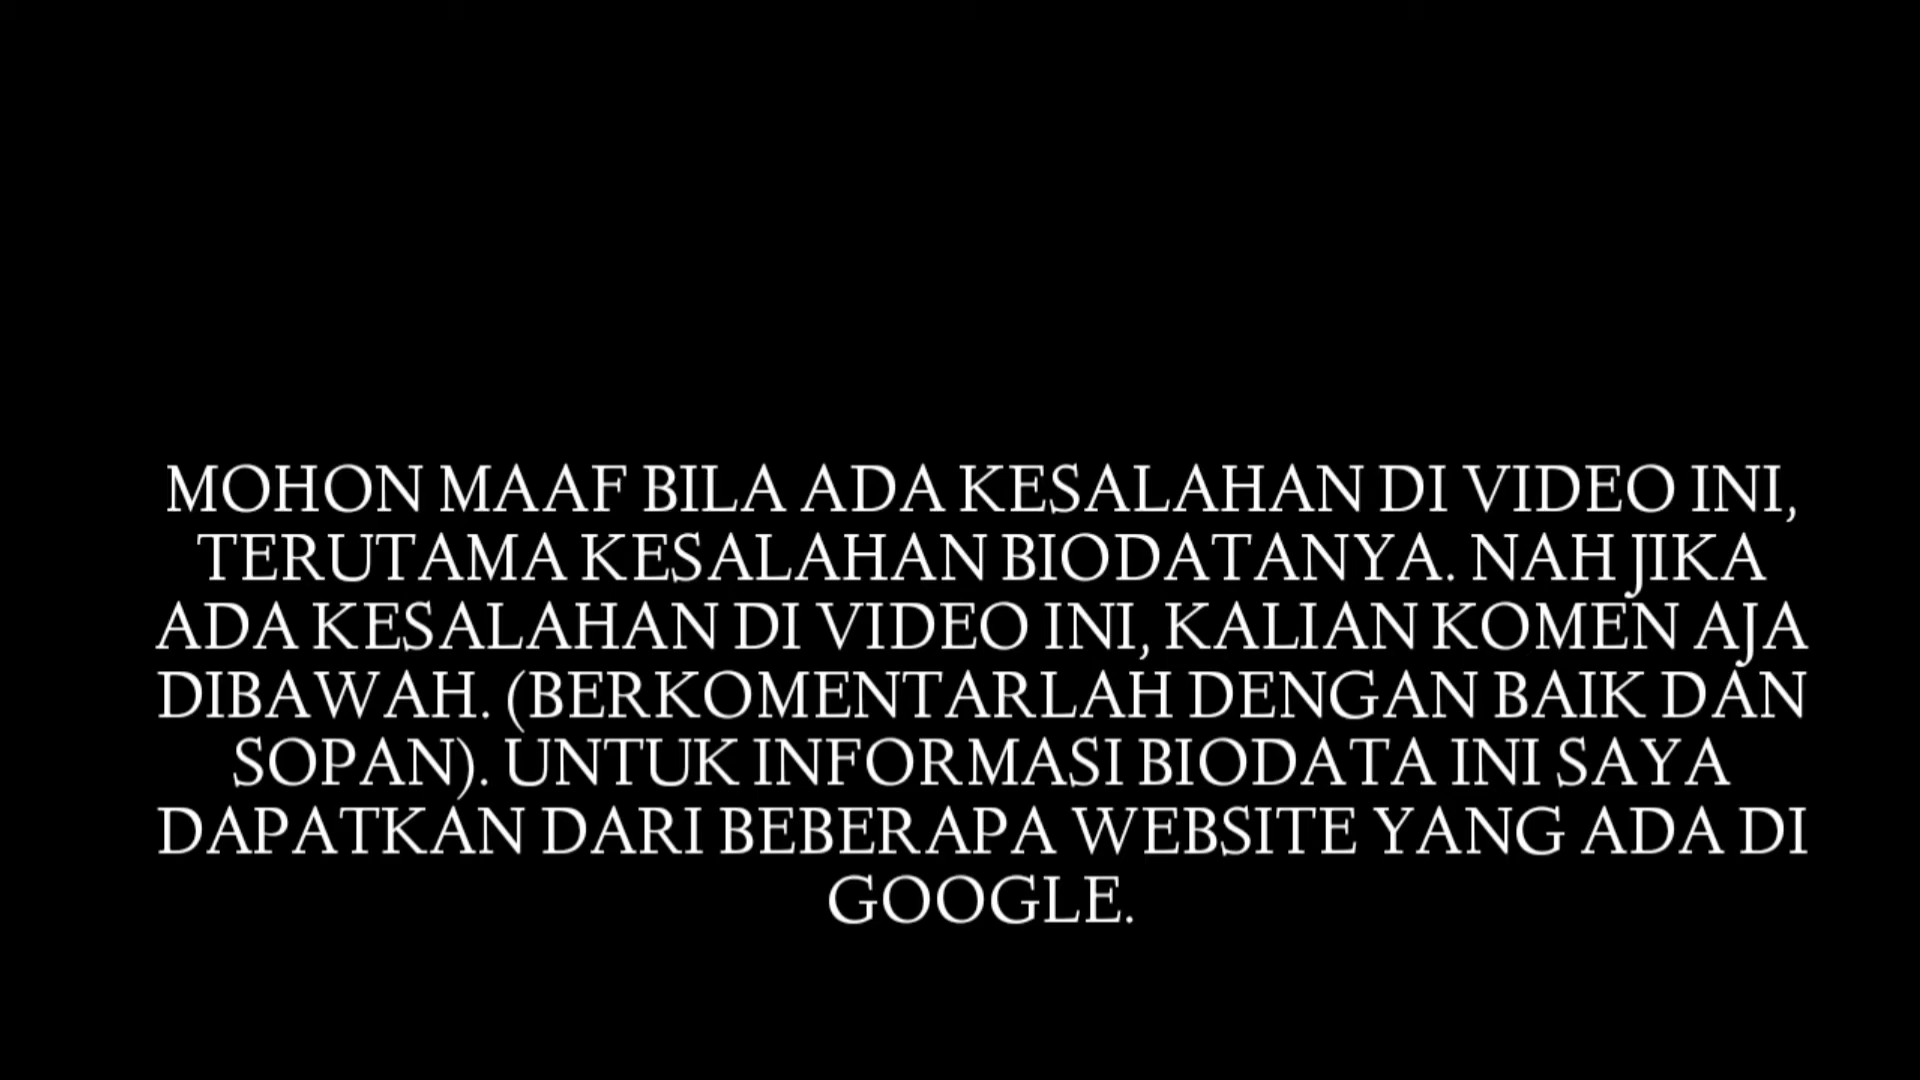 MOHON MAAF BILA ADA KESALAHAN DI VIDEO INI,
TERUTAMA KESALAHAN BIODATANYA. NAH JIKA
ADA KESALAHAN DI VIDEO INI, KALIAN KOMEN AJA
DIBAWAH. (BERKOMENTARLAH DENGAN BAIK DAN
SOPAN). UNTUK INFORMASI BIODATA INI SAYA
DAPATKAN DARI BEBERAPA WEBSITE YANG ADA DI
GOOGLE.